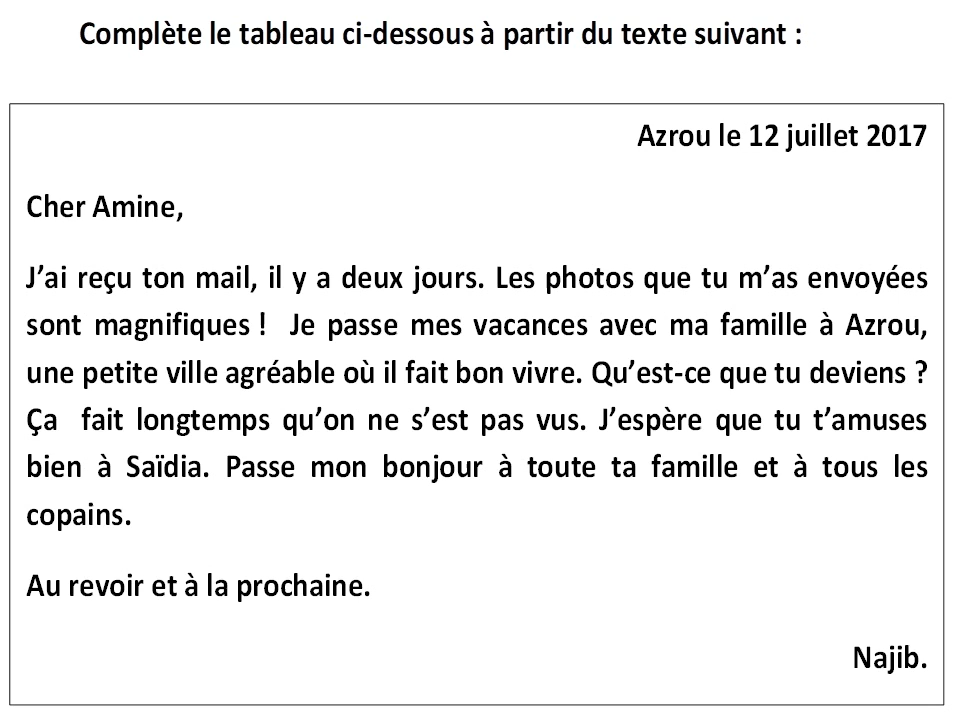 Complète le tableau ci-dessous à partir du texte suivant :
Azrou le 12 juillet 2017
Cher Amine,
J’ai reçu ton mail, il y a deux jours. Les photos que tu m’as envoyées
sont magnifiques ! Je passe mes vacances avec ma famille à Azrou,
une petite ville agréable où il fait bon vivre. Qu’est-ce que tu deviens ?
Ça fait longtemps qu’on ne s’est pas vus. J’espère que tu t’amuses
bien à Saïdia. Passe mon bonjour à toute ta famille et à tous les
copains.
Au revoir et à la prochaine.
Najib.